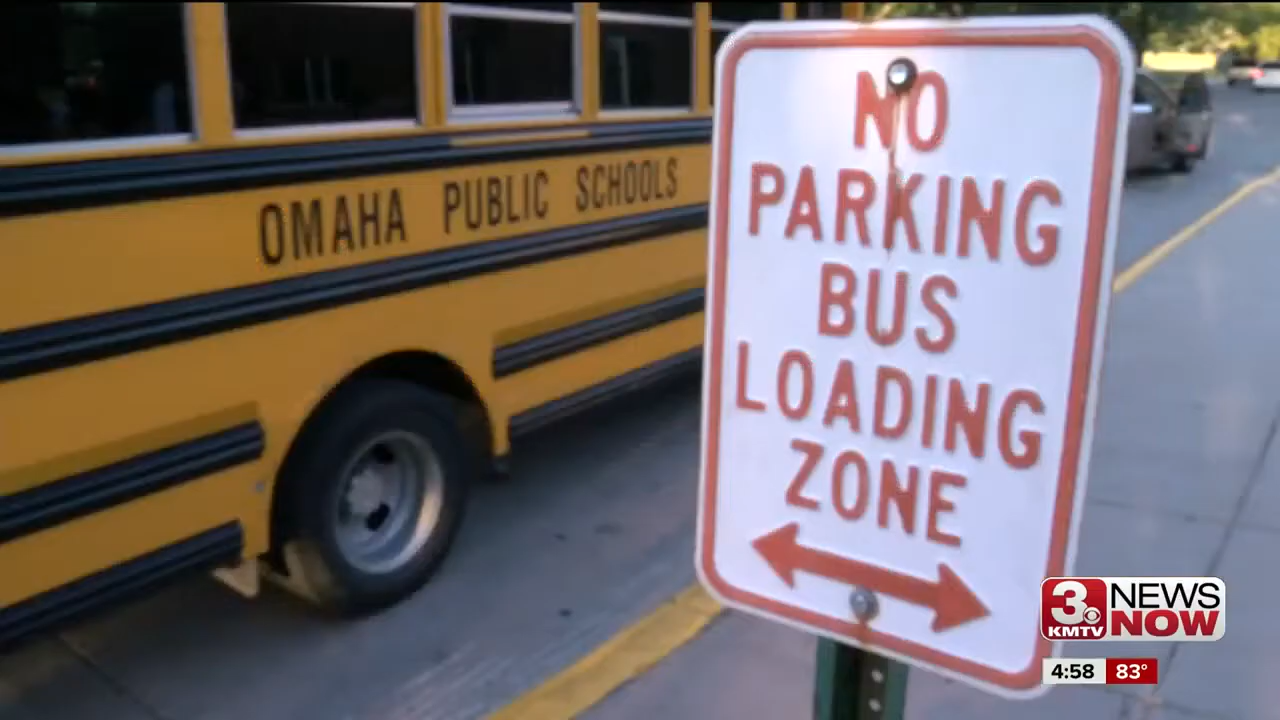 OMAHA PUBLIC SCHOOLS
NO
PARKING
BUS
LOADING
ZONE
3 NEWS
KMTV NOW
4:58 83°